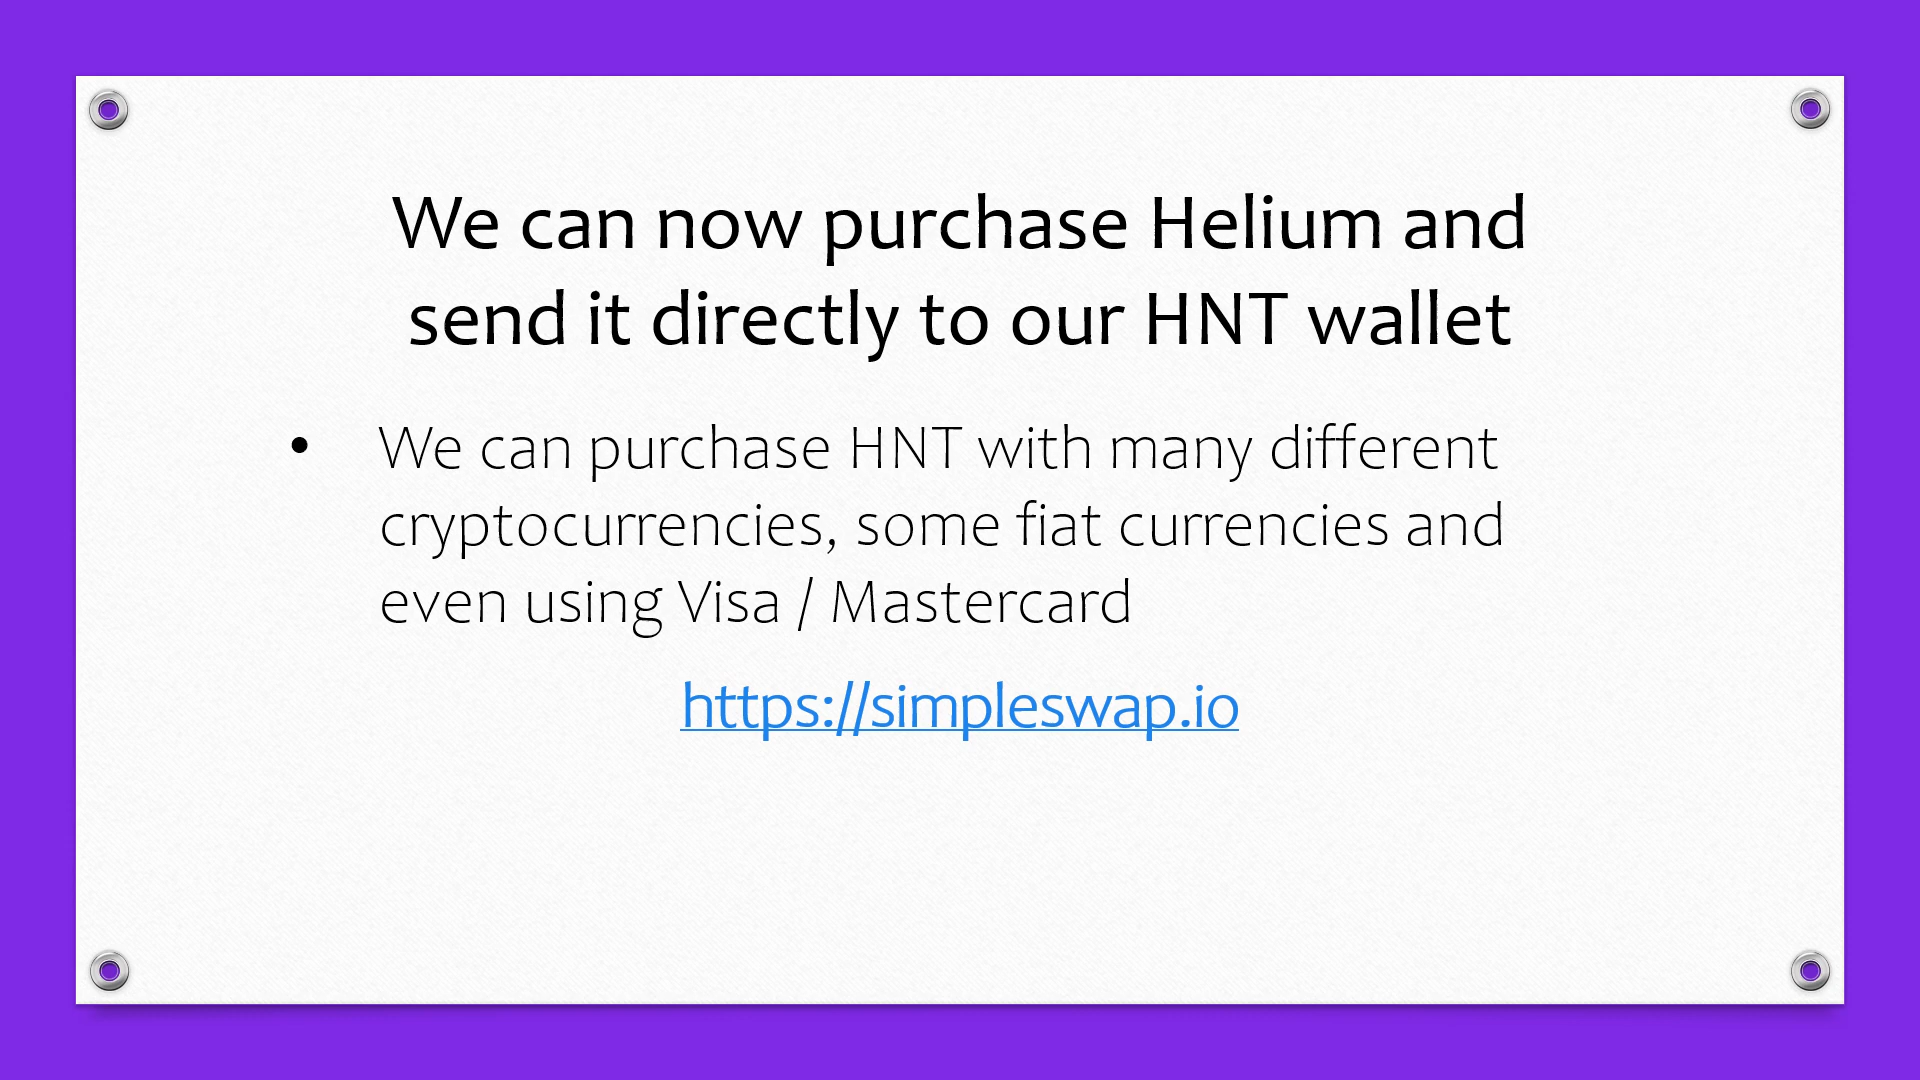 We can now purchase Helium and
send it directly to our HNT wallet
• We can purchase HNT with many different
cryptocurrencies, some fiat currencies and
even using Visa / Mastercard
https://simpleswap.io